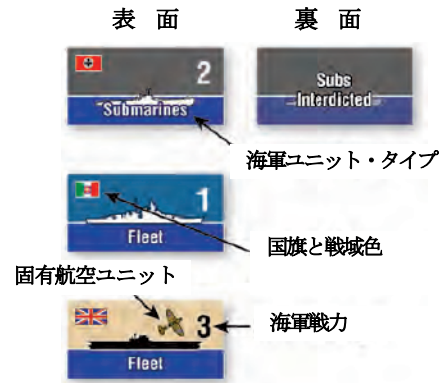 表 面
裏 面
2
Submarines
Subs
Interdicted
海軍ユニット・タイプ
1
Fleet
国旗と戦域色
固有航空ユニット
3
海軍戦力
Fleet